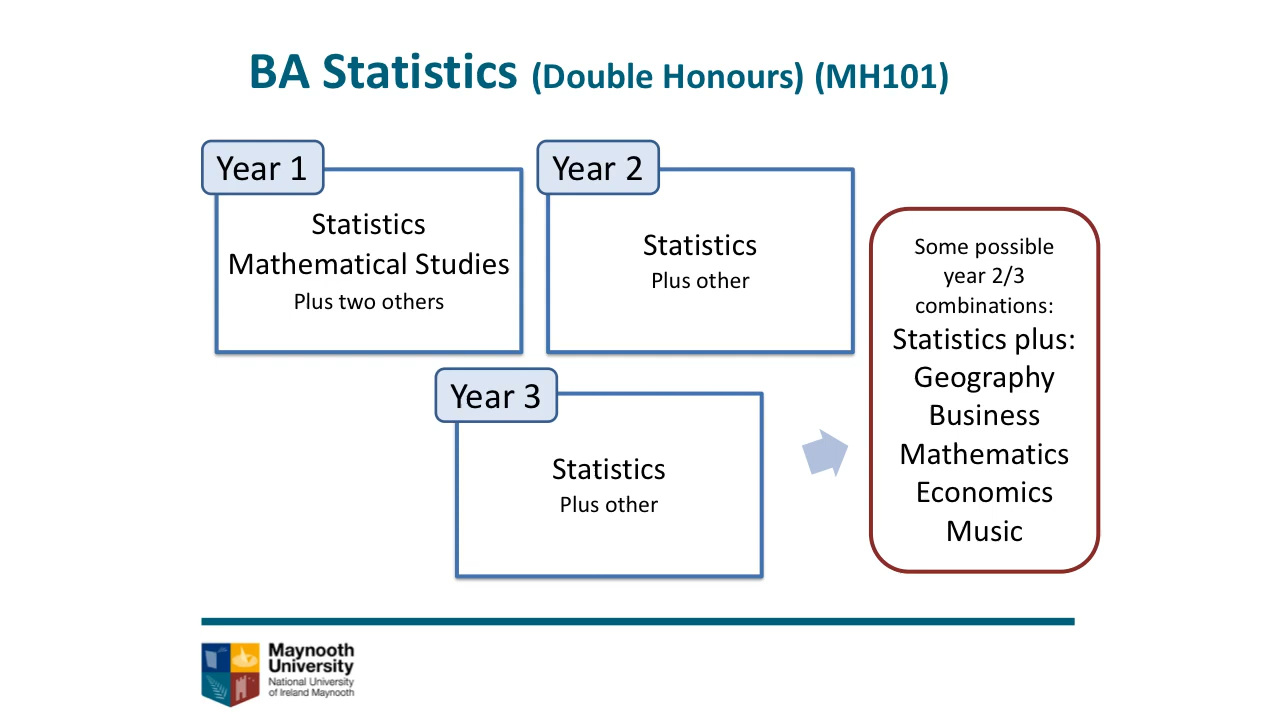 BA Statistics (Double Honours) (MH101)
Year 1
Statistics
Mathematical Studies
Plus two others
Year 2
Statistics
Plus other
Year 3
Statistics
Plus other
Some possible
year 2/3
combinations:
Statistics plus:
Geography
Business
Mathematics
Economics
Music
Maynooth
University
National University
of Ireland Maynooth